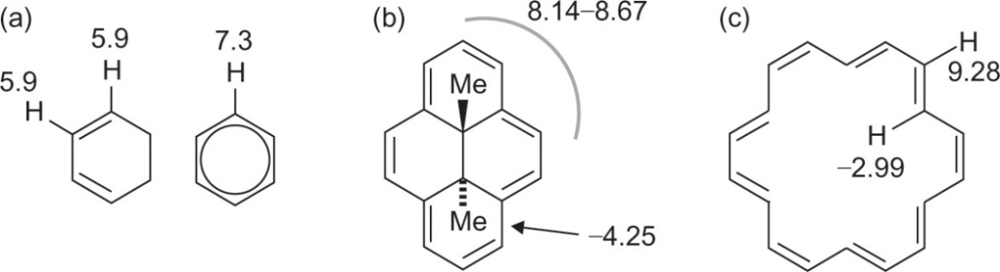 (a)
5.9
5.9
H
H
7.3
H
(b)
8.14–8.67
Me
Me
–4.25
(c)
H
9.28
H
–2.99